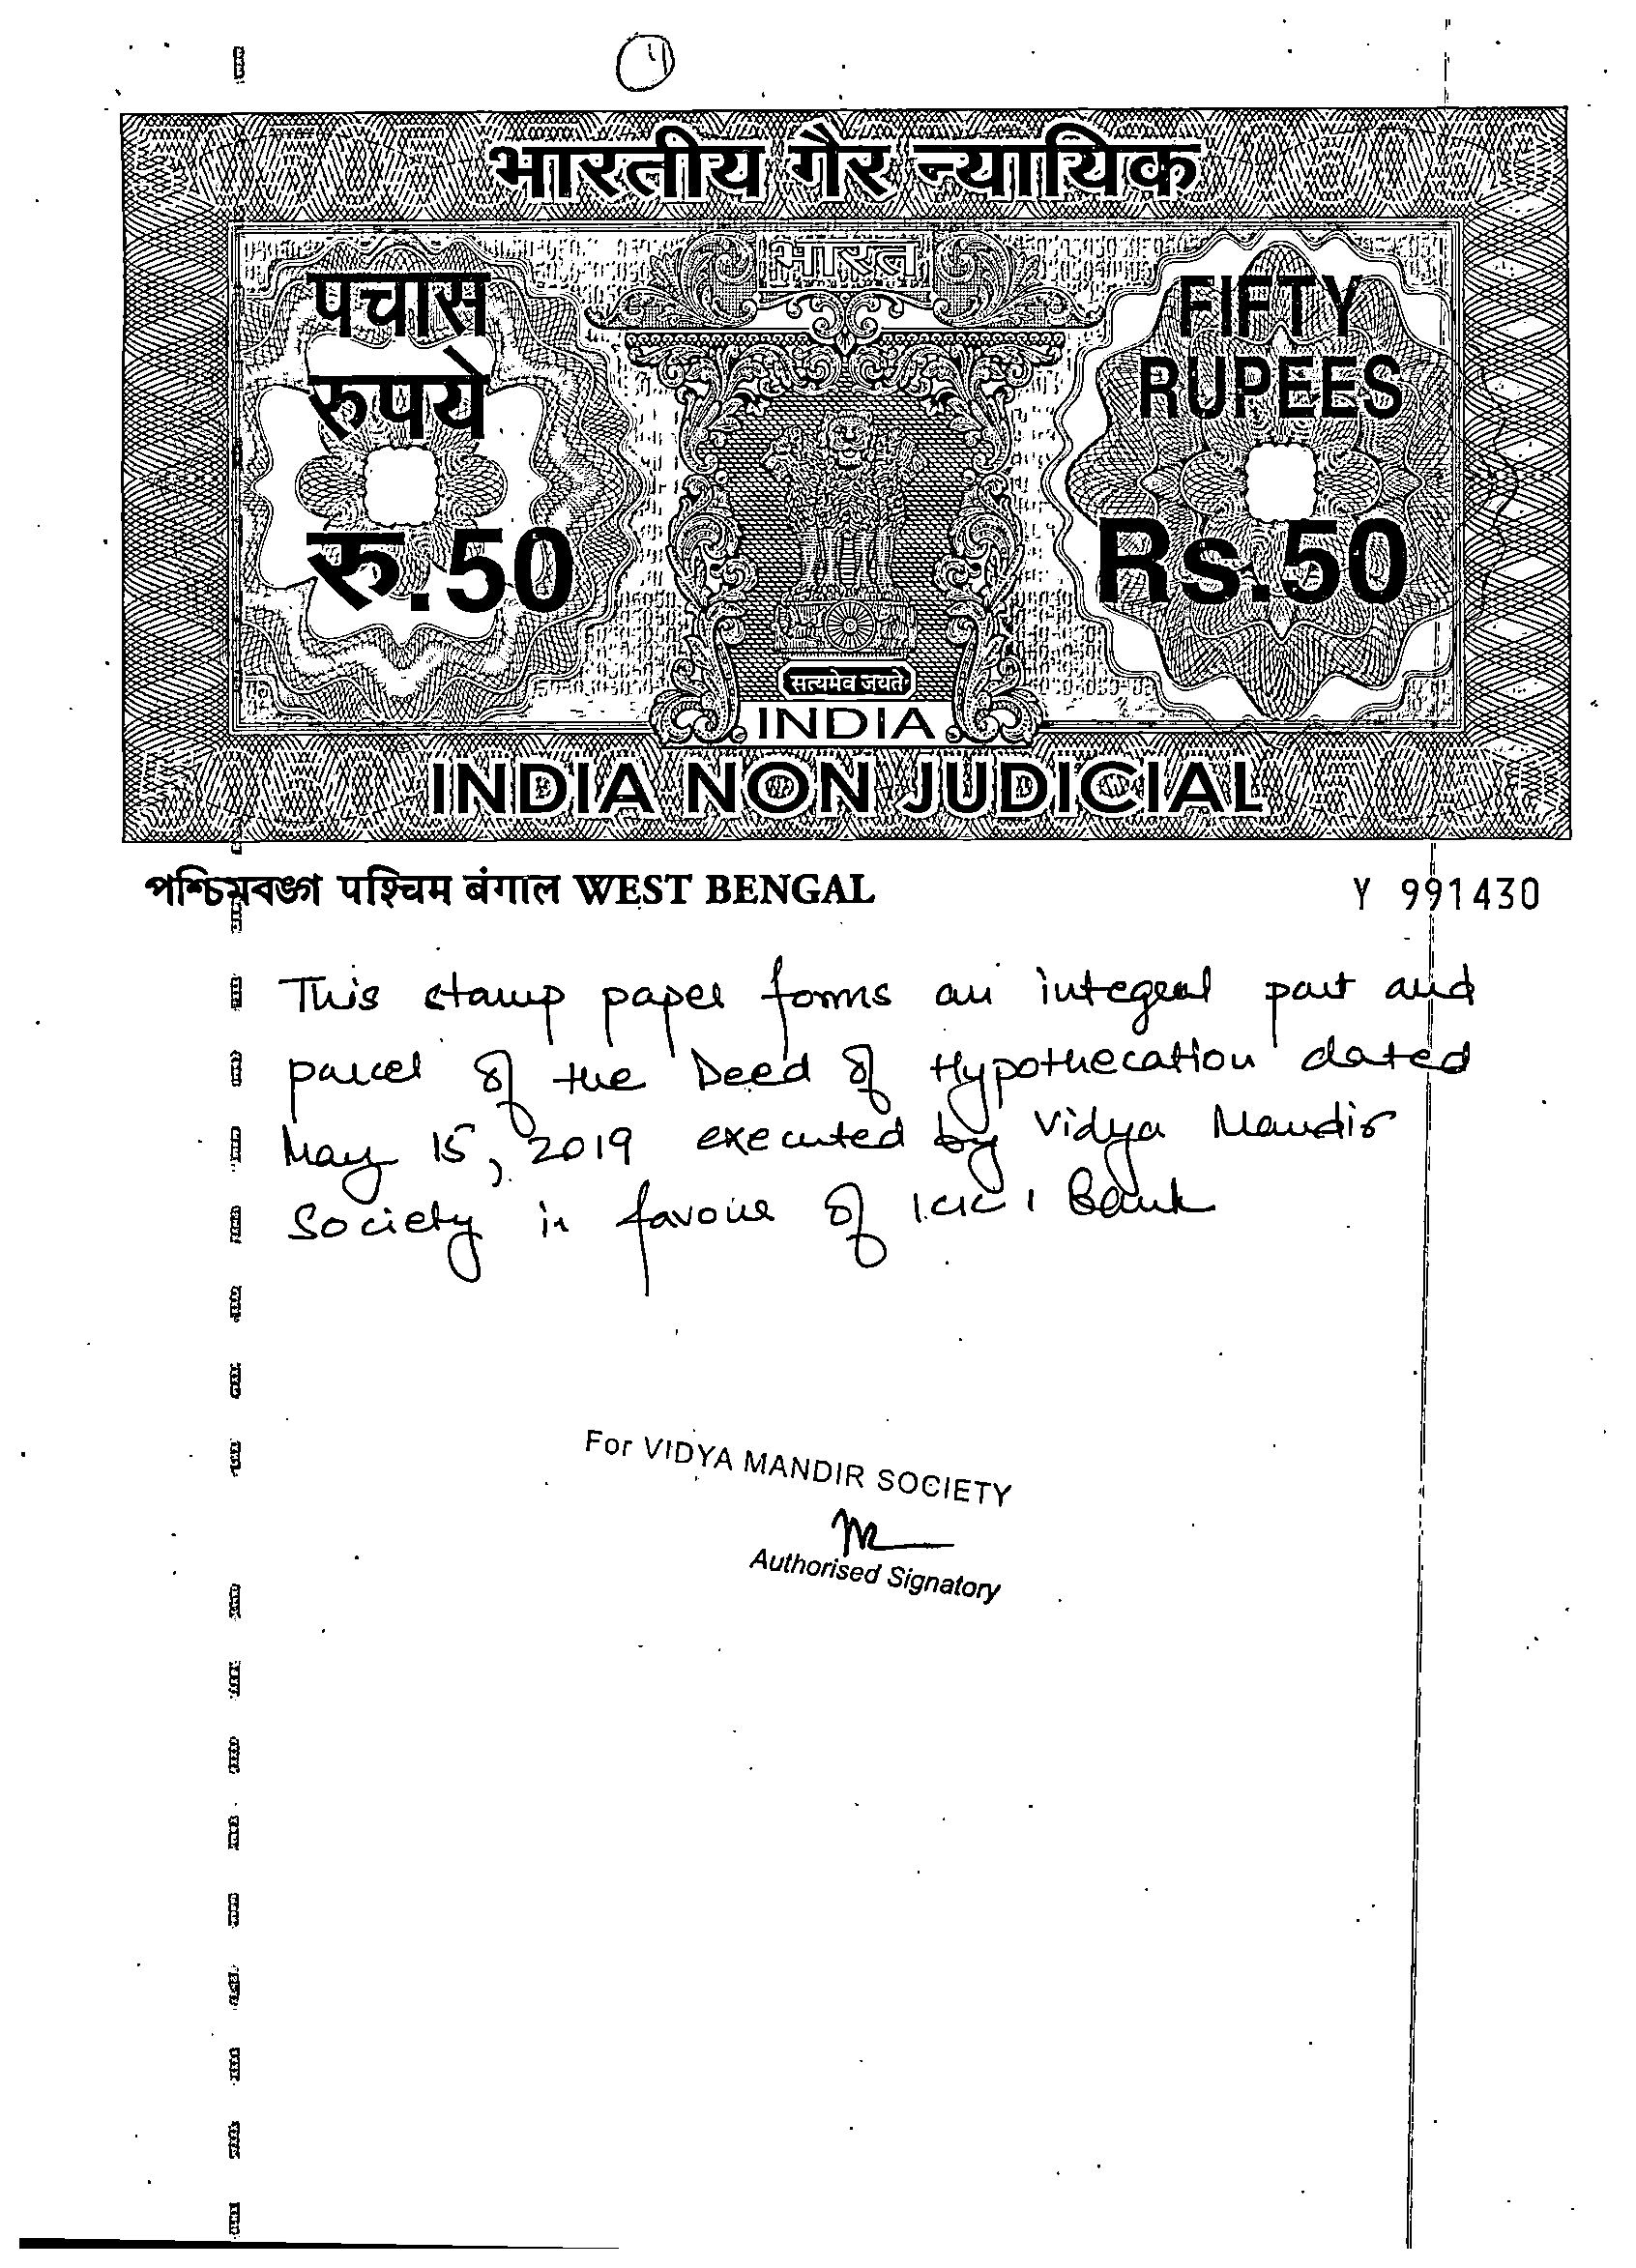 4
भारतीय गैर न्यायिक
भारत
पचास
रुपये
रु.50
FIFTY
RUPEES
Rs.50
सत्यमेव जयते
INDIA
INDIA NON JUDICIAL
পশ্চিমবঙ্গ पश्चिम बंगाल WEST BENGAL
Y 991430
This stamp paper forms an integral part and
parcel of the Deed of Hypothecation dated
May 15, 2019 executed by Vidya Mandir
Society in favour of ICICI Bank
For VIDYA MANDIR SOCIETY
Authorised Signatory